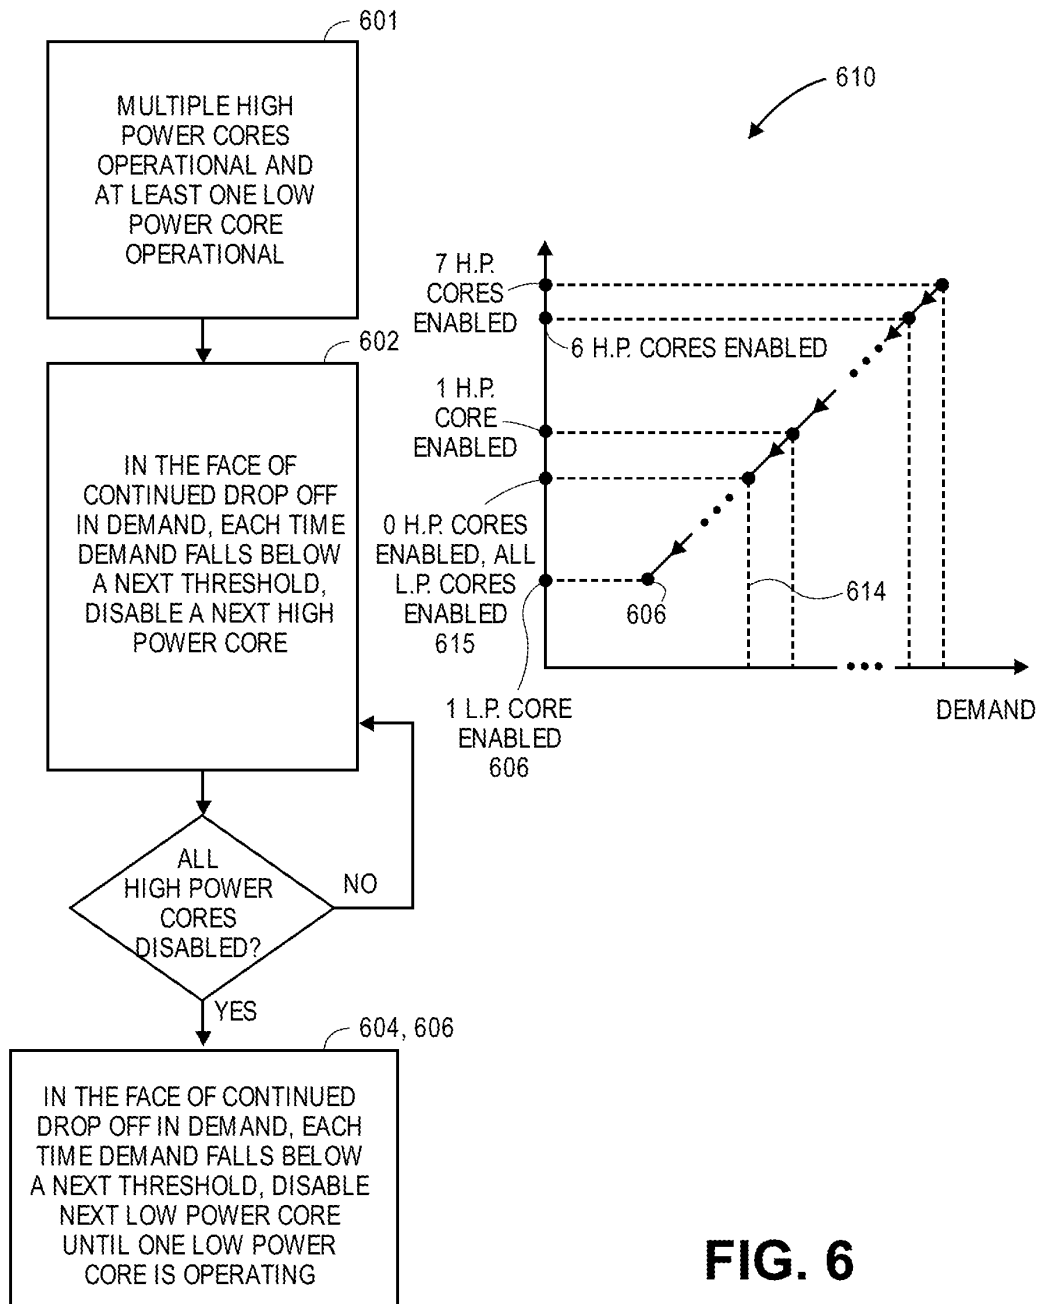 601
MULTIPLE HIGH
POWER CORES
OPERATIONAL AND
AT LEAST ONE LOW
POWER CORE
OPERATIONAL
602
IN THE FACE OF
CONTINUED DROP OFF
IN DEMAND, EACH TIME
DEMAND FALLS BELOW
A NEXT THRESHOLD,
DISABLE A NEXT HIGH
POWER CORE
ALL
HIGH POWER
CORES
DISABLED?
NO
YES
604, 606
IN THE FACE OF CONTINUED
DROP OFF IN DEMAND, EACH
TIME DEMAND FALLS BELOW
A NEXT THRESHOLD, DISABLE
NEXT LOW POWER CORE
UNTIL ONE LOW POWER
CORE IS OPERATING
610
7 H.P.
CORES
ENABLED
6 H.P. CORES ENABLED
1 H.P.
CORE
ENABLED
0 H.P. CORES
ENABLED, ALL
L.P. CORES
ENABLED
615
606
614
1 L.P. CORE
ENABLED
606
DEMAND
FIG. 6